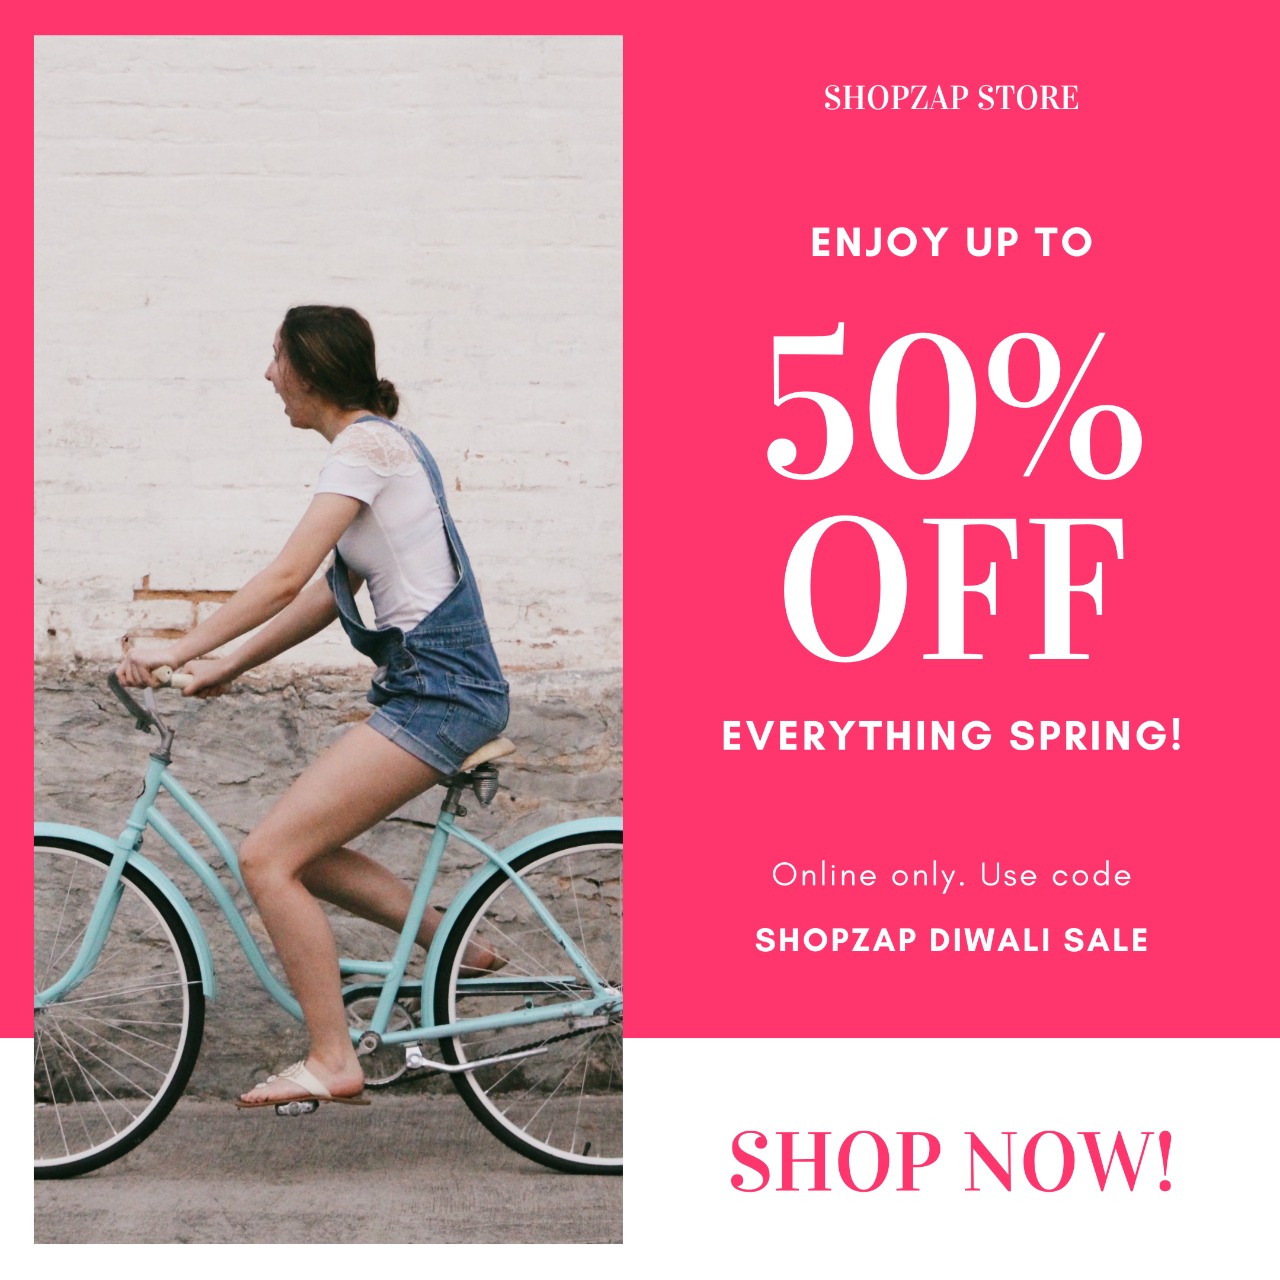 SHOPZAP STORE
ENJOY UP TO
50%
OFF
EVERYTHING SPRING!
Online only. Use code
SHOPZAP DIWALI SALE
SHOP NOW!